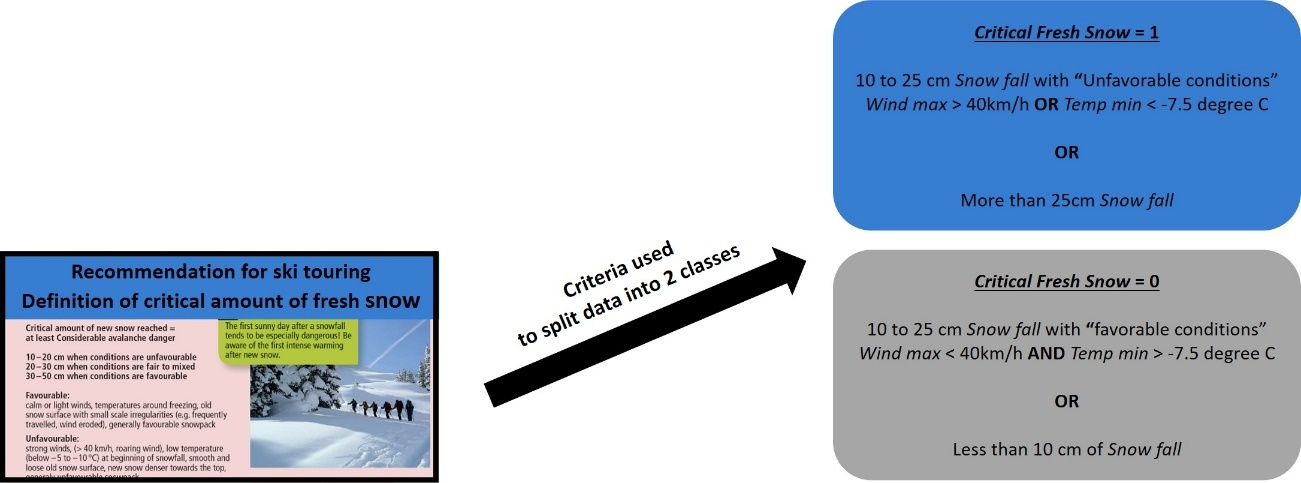 Recommendation for ski touring
Definition of critical amount of fresh snow
Critical amount of new snow reached =
at least Considerable avalanche danger
10–20 cm when conditions are unfavourable
20–30 cm when conditions are fair to mixed
30–50 cm when conditions are favourable
Favourable:
calm or light winds, temperatures around freezing, old
snow surface with small scale irregularities (e.g. frequently
travelled, wind eroded), generally favourable snowpack
Unfavourable:
strong winds, (> 40 km/h, roaring wind), low temperature
(below –5 to –10 °C) at beginning of snowfall, smooth and
loose old snow surface, new snow denser towards the top,
The first sunny day after a snowfall
tends to be especially dangerous! Be
aware of the first intense warming
after new snow.
Criteria used
to split data into 2 classes
Critical Fresh Snow = 1
10 to 25 cm Snow fall with “Unfavorable conditions”
Wind max > 40km/h OR Temp min < -7.5 degree C
OR
More than 25cm Snow fall
Critical Fresh Snow = 0
10 to 25 cm Snow fall with “favorable conditions”
Wind max < 40km/h AND Temp min > -7.5 degree C
OR
Less than 10 cm of Snow fall